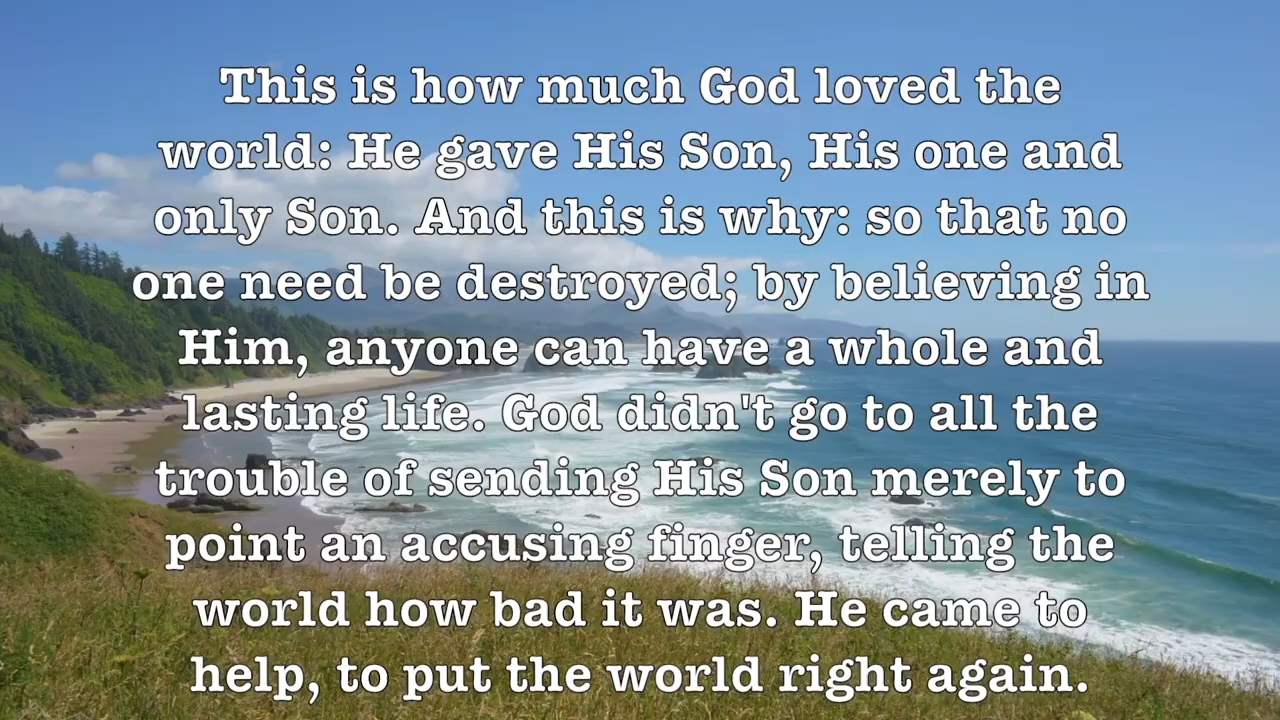 This is how much God loved the
world: He gave His Son, His one and
only Son. And this is why: so that no
one need be destroyed; by believing in
Him, anyone can have a whole and
lasting life. God didn't go to all the
trouble of sending His Son merely to
point an accusing finger, telling the
world how bad it was. He came to
help, to put the world right again.